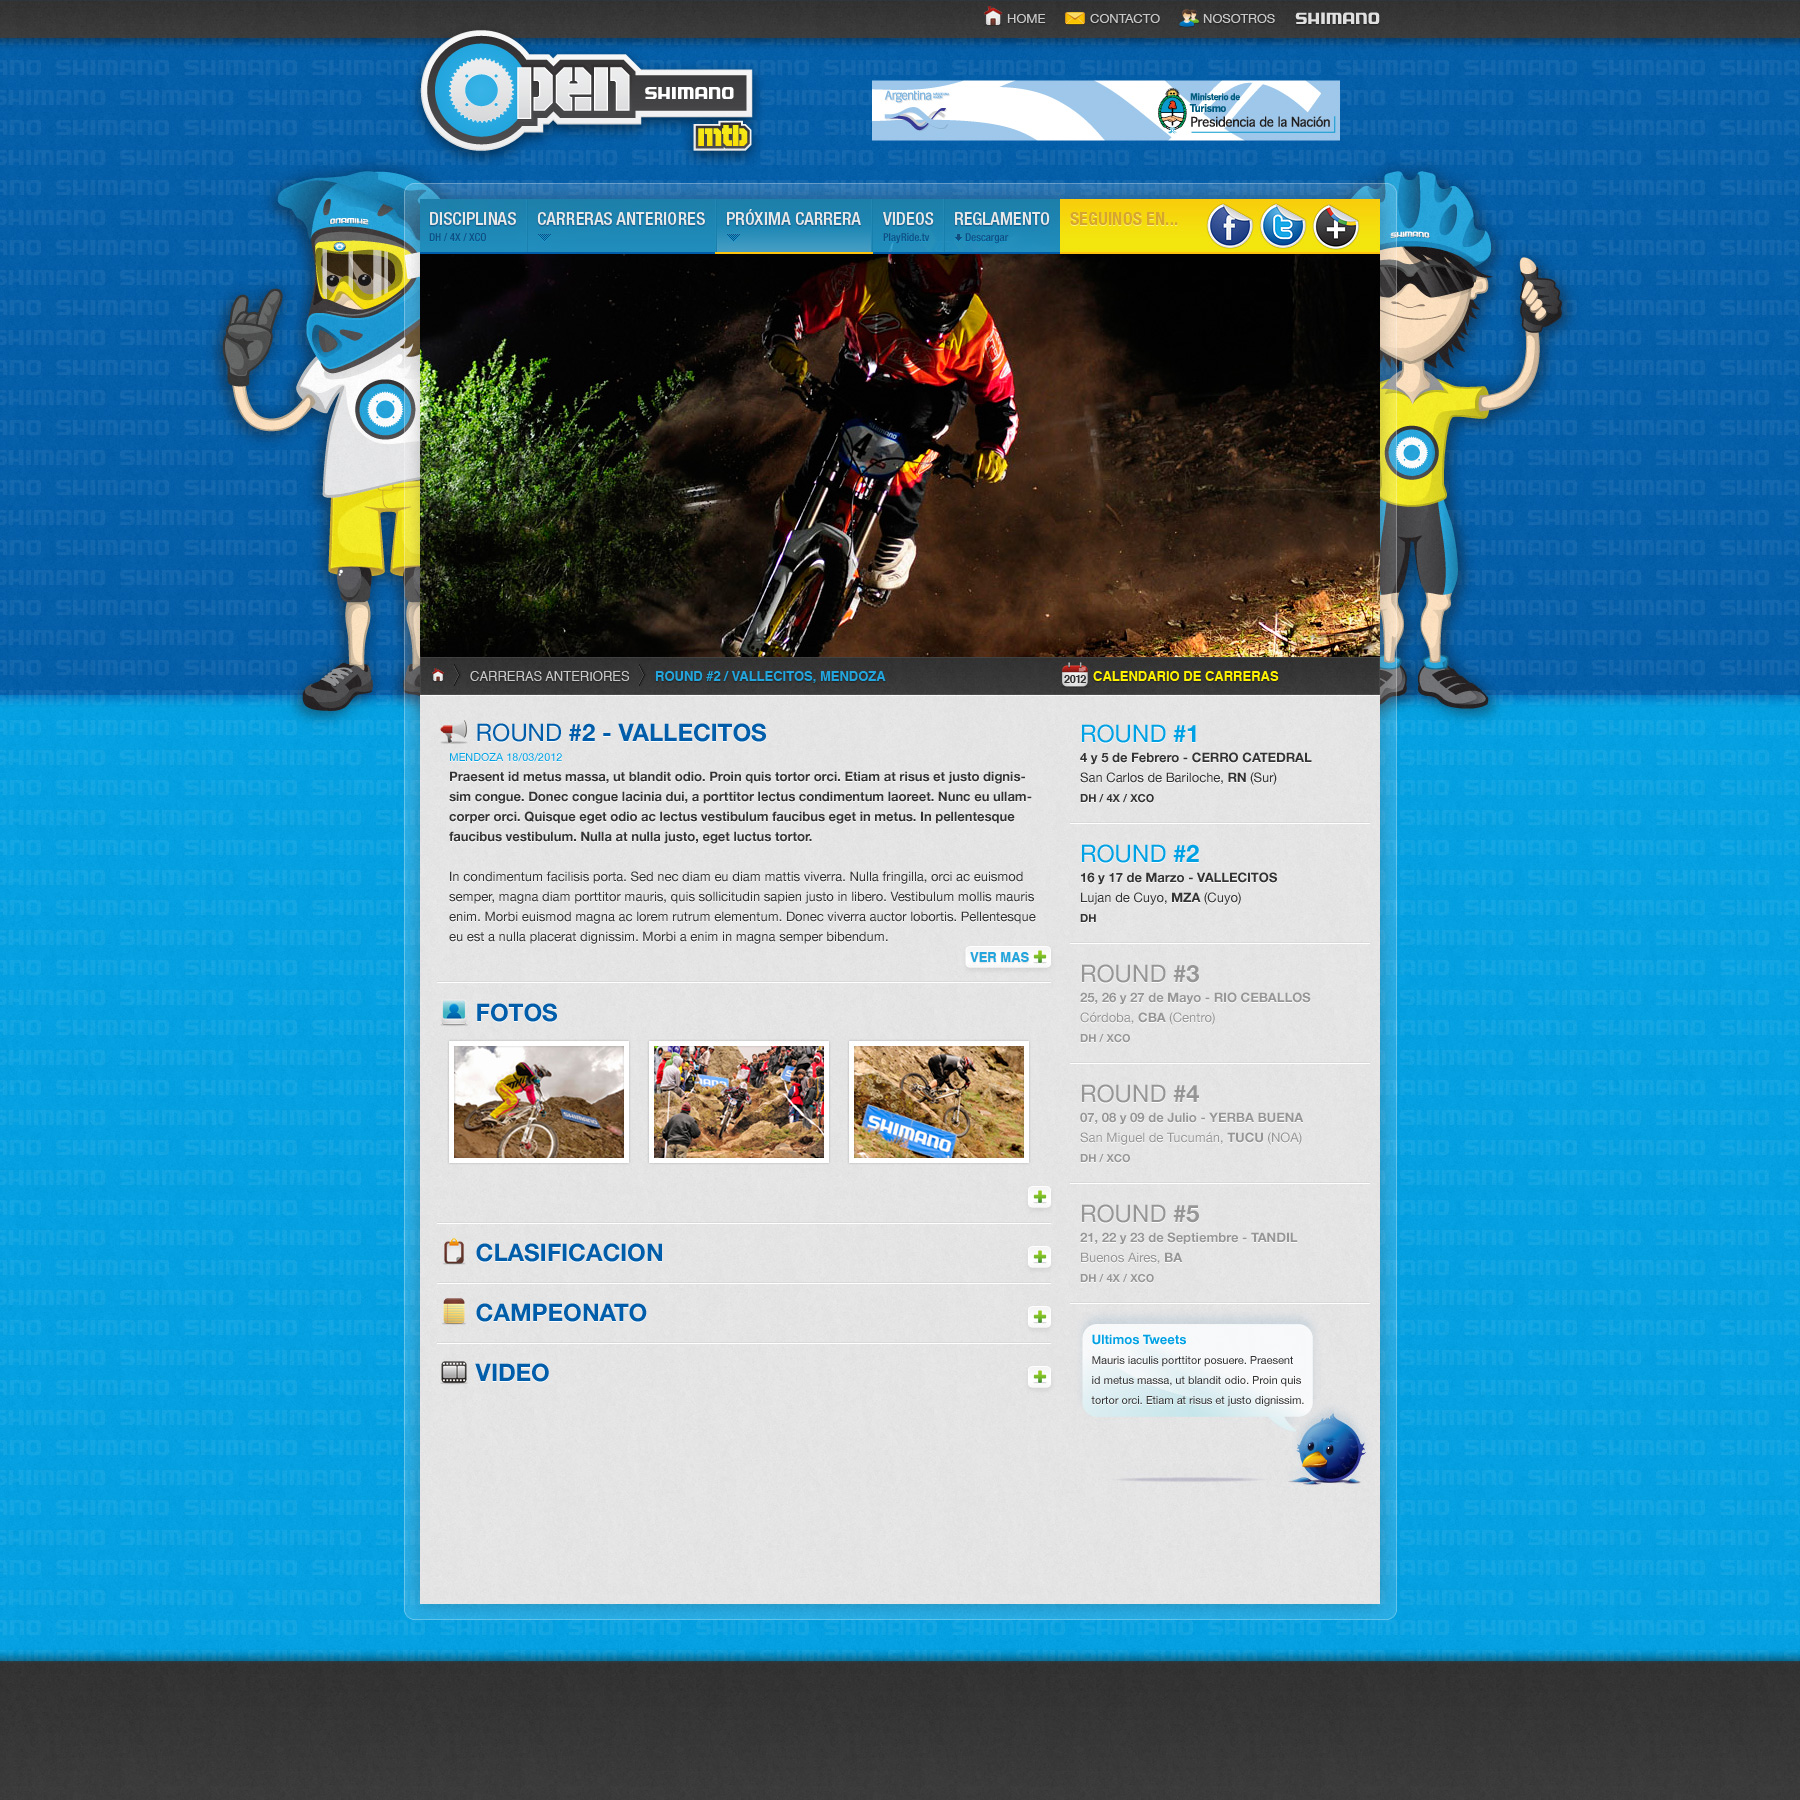 HOME
CONTACTO
NOSOTROS
SHIMANO
Open
SHIMANO
mtb
Argentina
Ministerio de
Turismo
Presidencia de la Nación
DISCIPLINAS
DH / 4X / XCO
CARRERAS ANTERIORES
PRÓXIMA CARRERA
VIDEOS
PlayRide.tv
REGLAMENTO
Descargar
SEGUINOS EN...
SHIMANO
SHIMANO
SHIMANO
4
CARRERAS ANTERIORES
ROUND #2 / VALLECITOS, MENDOZA
2012
CALENDARIO DE CARRERAS
ROUND #2 - VALLECITOS
MENDOZA 18/03/2012
Praesent id metus massa, ut blandit odio. Proin quis tortor orci. Etiam at risus et justo dignis-
sim congue. Donec congue lacinia dui, a porttitor lectus condimentum laoreet. Nunc eu ullam-
corper orci. Quisque eget odio ac lectus vestibulum faucibus eget in metus. In pellentesque
faucibus vestibulum. Nulla at nulla justo, eget luctus tortor.
In condimentum facilisis porta. Sed nec diam eu diam mattis viverra. Nulla fringilla, orci ac euismod
semper, magna diam porttitor mauris, quis sollicitudin sapien justo in libero. Vestibulum mollis mauris
enim. Morbi euismod magna ac lorem rutrum elementum. Donec viverra auctor lobortis. Pellentesque
eu est a nulla placerat dignissim. Morbi a enim in magna semper bibendum.
VER MAS
FOTOS
SHIMANO
SHIMANO
CLASIFICACION
CAMPEONATO
VIDEO
ROUND #1
4 y 5 de Febrero - CERRO CATEDRAL
San Carlos de Bariloche, RN (Sur)
DH / 4X / XCO
ROUND #2
16 y 17 de Marzo - VALLECITOS
Lujan de Cuyo, MZA (Cuyo)
DH
ROUND #3
25, 26 y 27 de Mayo - RIO CEBALLOS
Córdoba, CBA (Centro)
DH / XCO
ROUND #4
07, 08 y 09 de Julio - YERBA BUENA
San Miguel de Tucumán, TUCU (NOA)
DH / XCO
ROUND #5
21, 22 y 23 de Septiembre - TANDIL
Buenos Aires, BA
DH / 4X / XCO
Ultimos Tweets
Mauris iaculis porttitor posuere. Praesent
id metus massa, ut blandit odio. Proin quis
tortor orci. Etiam at risus et justo dignissim.